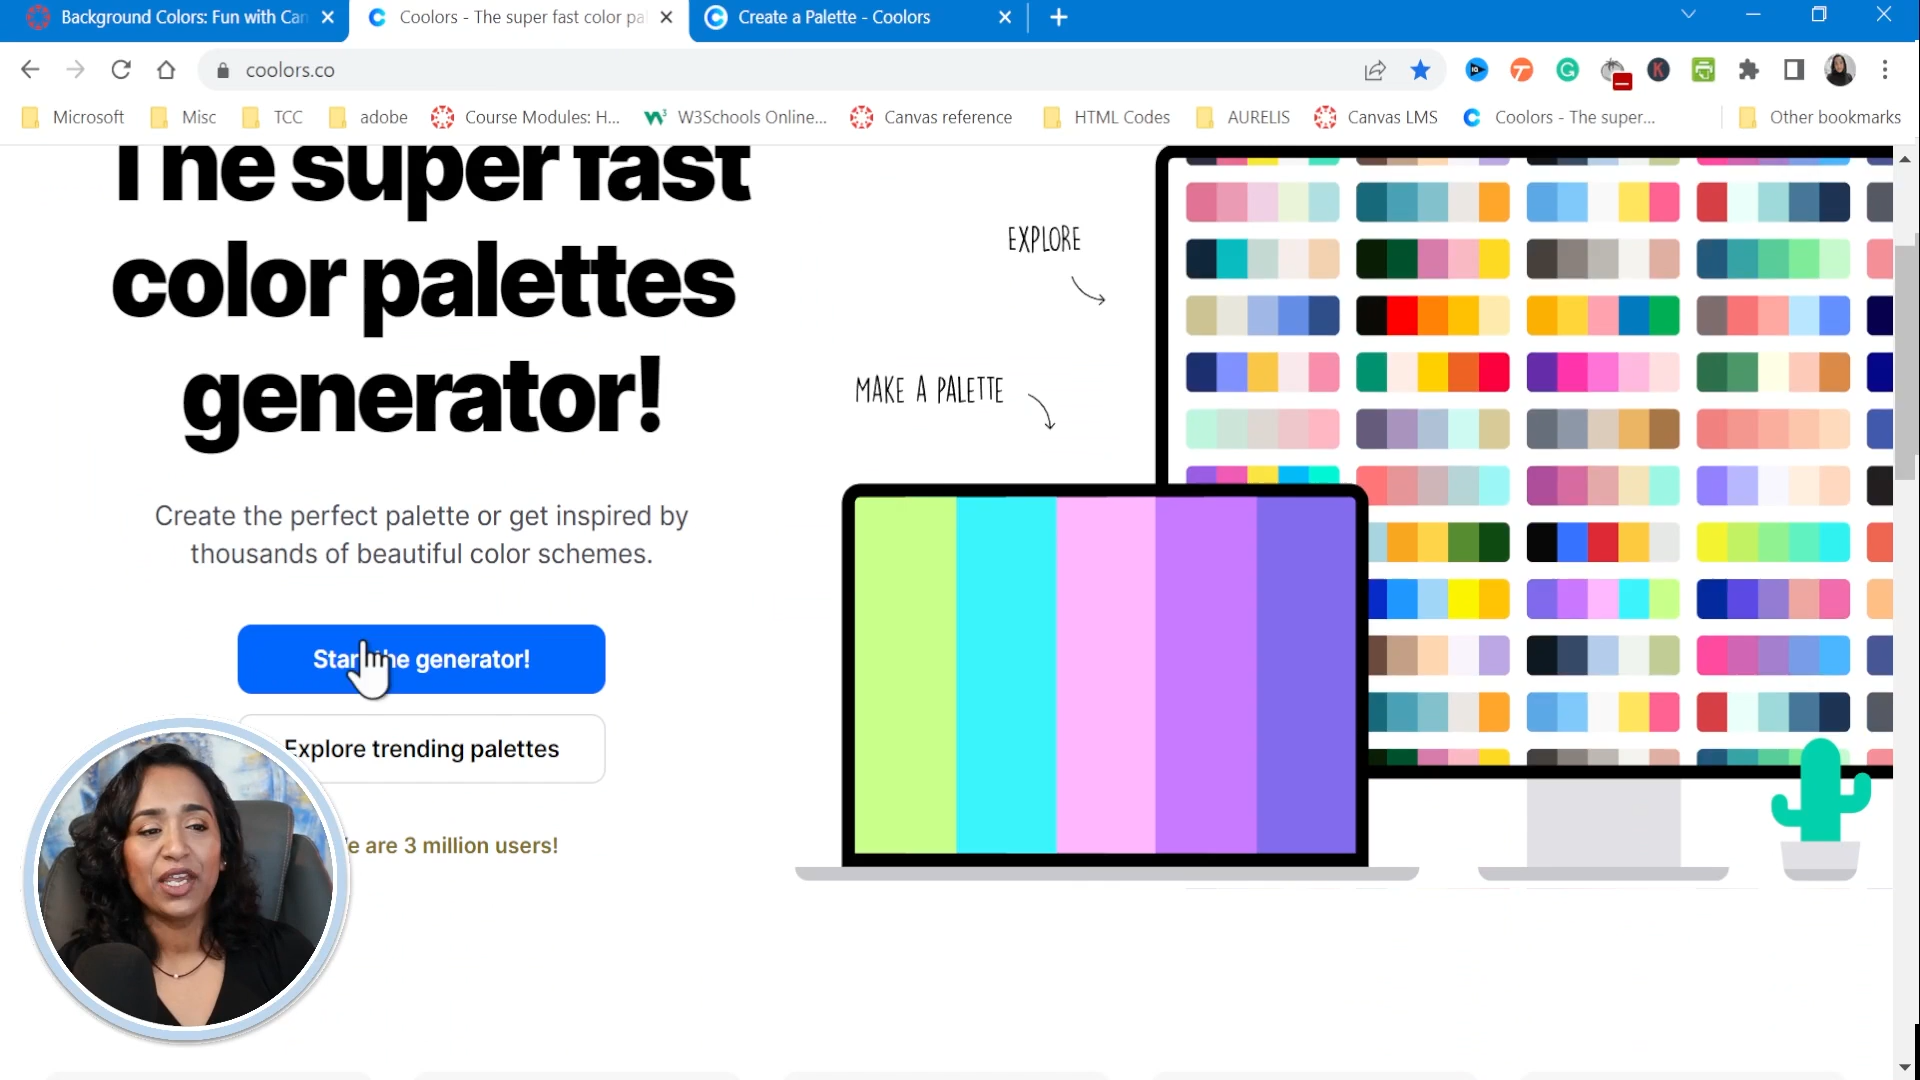 Background Colors: Fun with Can
Coolors - The super fast color pa
Create a Palette - Coolors
coolors.co
Microsoft
Misc
TCC
adobe
Course Modules: H...
W3Schools Online...
Canvas reference
HTML Codes
AURELIS
Canvas LMS
Coolors - The super...
Other bookmarks
The super fast
color palettes
generator!
Create the perfect palette or get inspired by
thousands of beautiful color schemes.
Start the generator!
Explore trending palettes
are 3 million users!
EXPLORE
MAKE A PALETTE